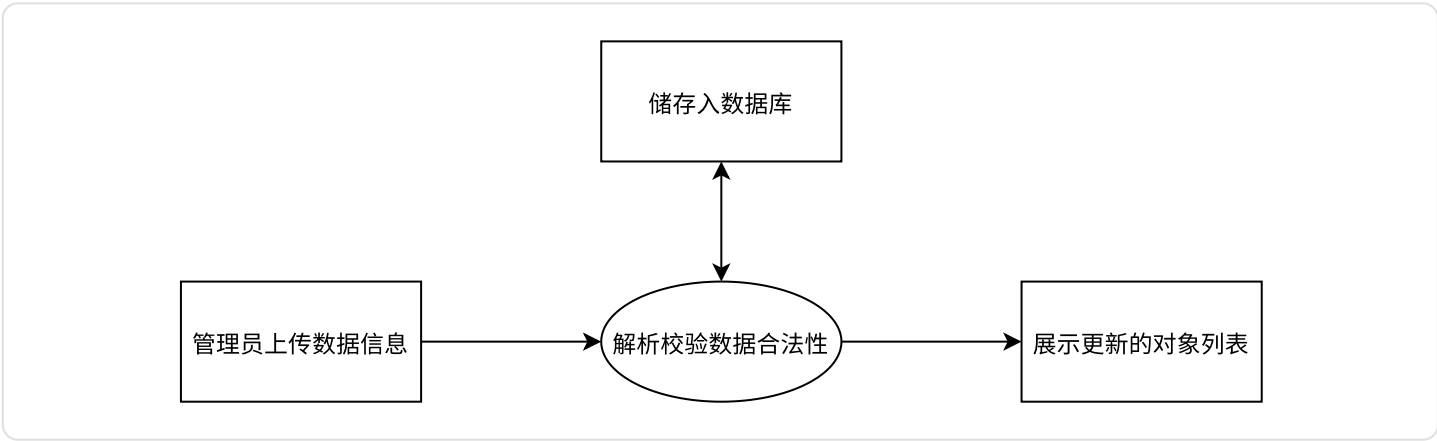 储存入数据库
管理员上传数据信息
解析校验数据合法性
展示更新的对象列表